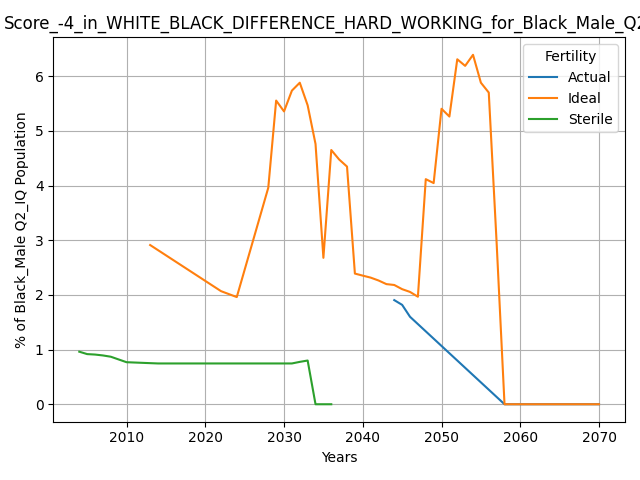 Score_-4_in_WHITE_BLACK_DIFFERENCE_HARD_WORKING_for_Black_Male_Q2
Fertility
Actual
Ideal
Sterile
% of Black_Male Q2_IQ Population
6
5
4
3
2
1
0
2010 2020 2030 2040 2050 2060 2070
Years